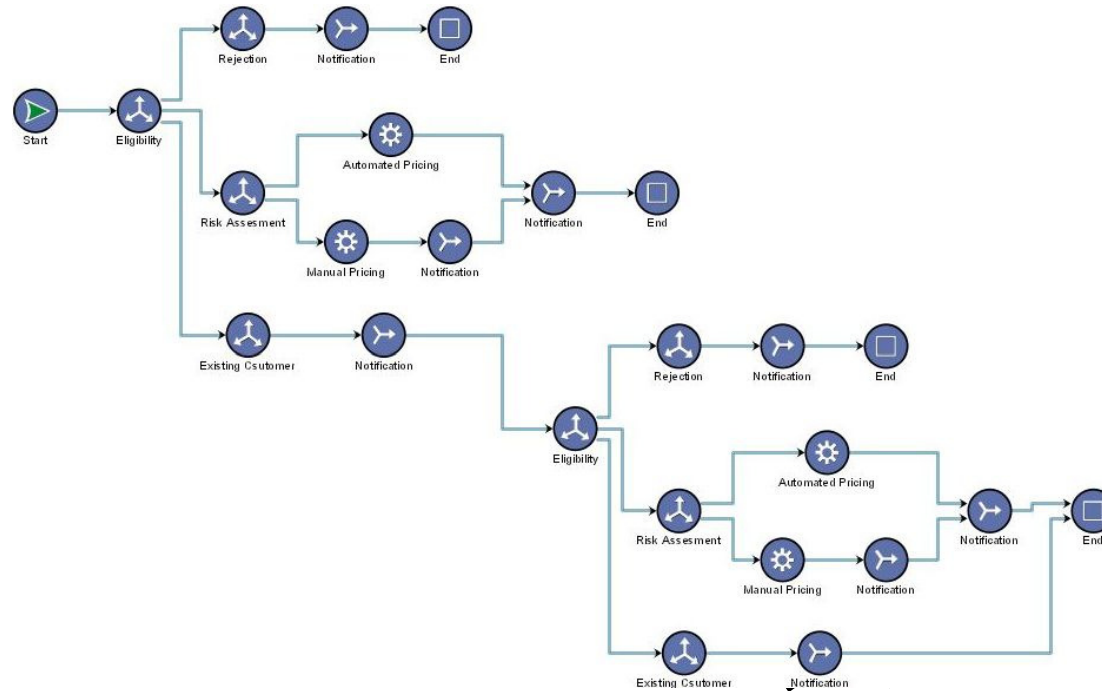 Rejection
Notification
End
Start
Eligibility
Automated Pricing
Risk Assesment
Notification
End
Manual Pricing
Notification
Existing Csutomer
Notification
Rejection
Notification
End
Eligibility
Automated Pricing
Risk Assesment
Notification
End
Manual Pricing
Notification
Existing Csutomer
Notification